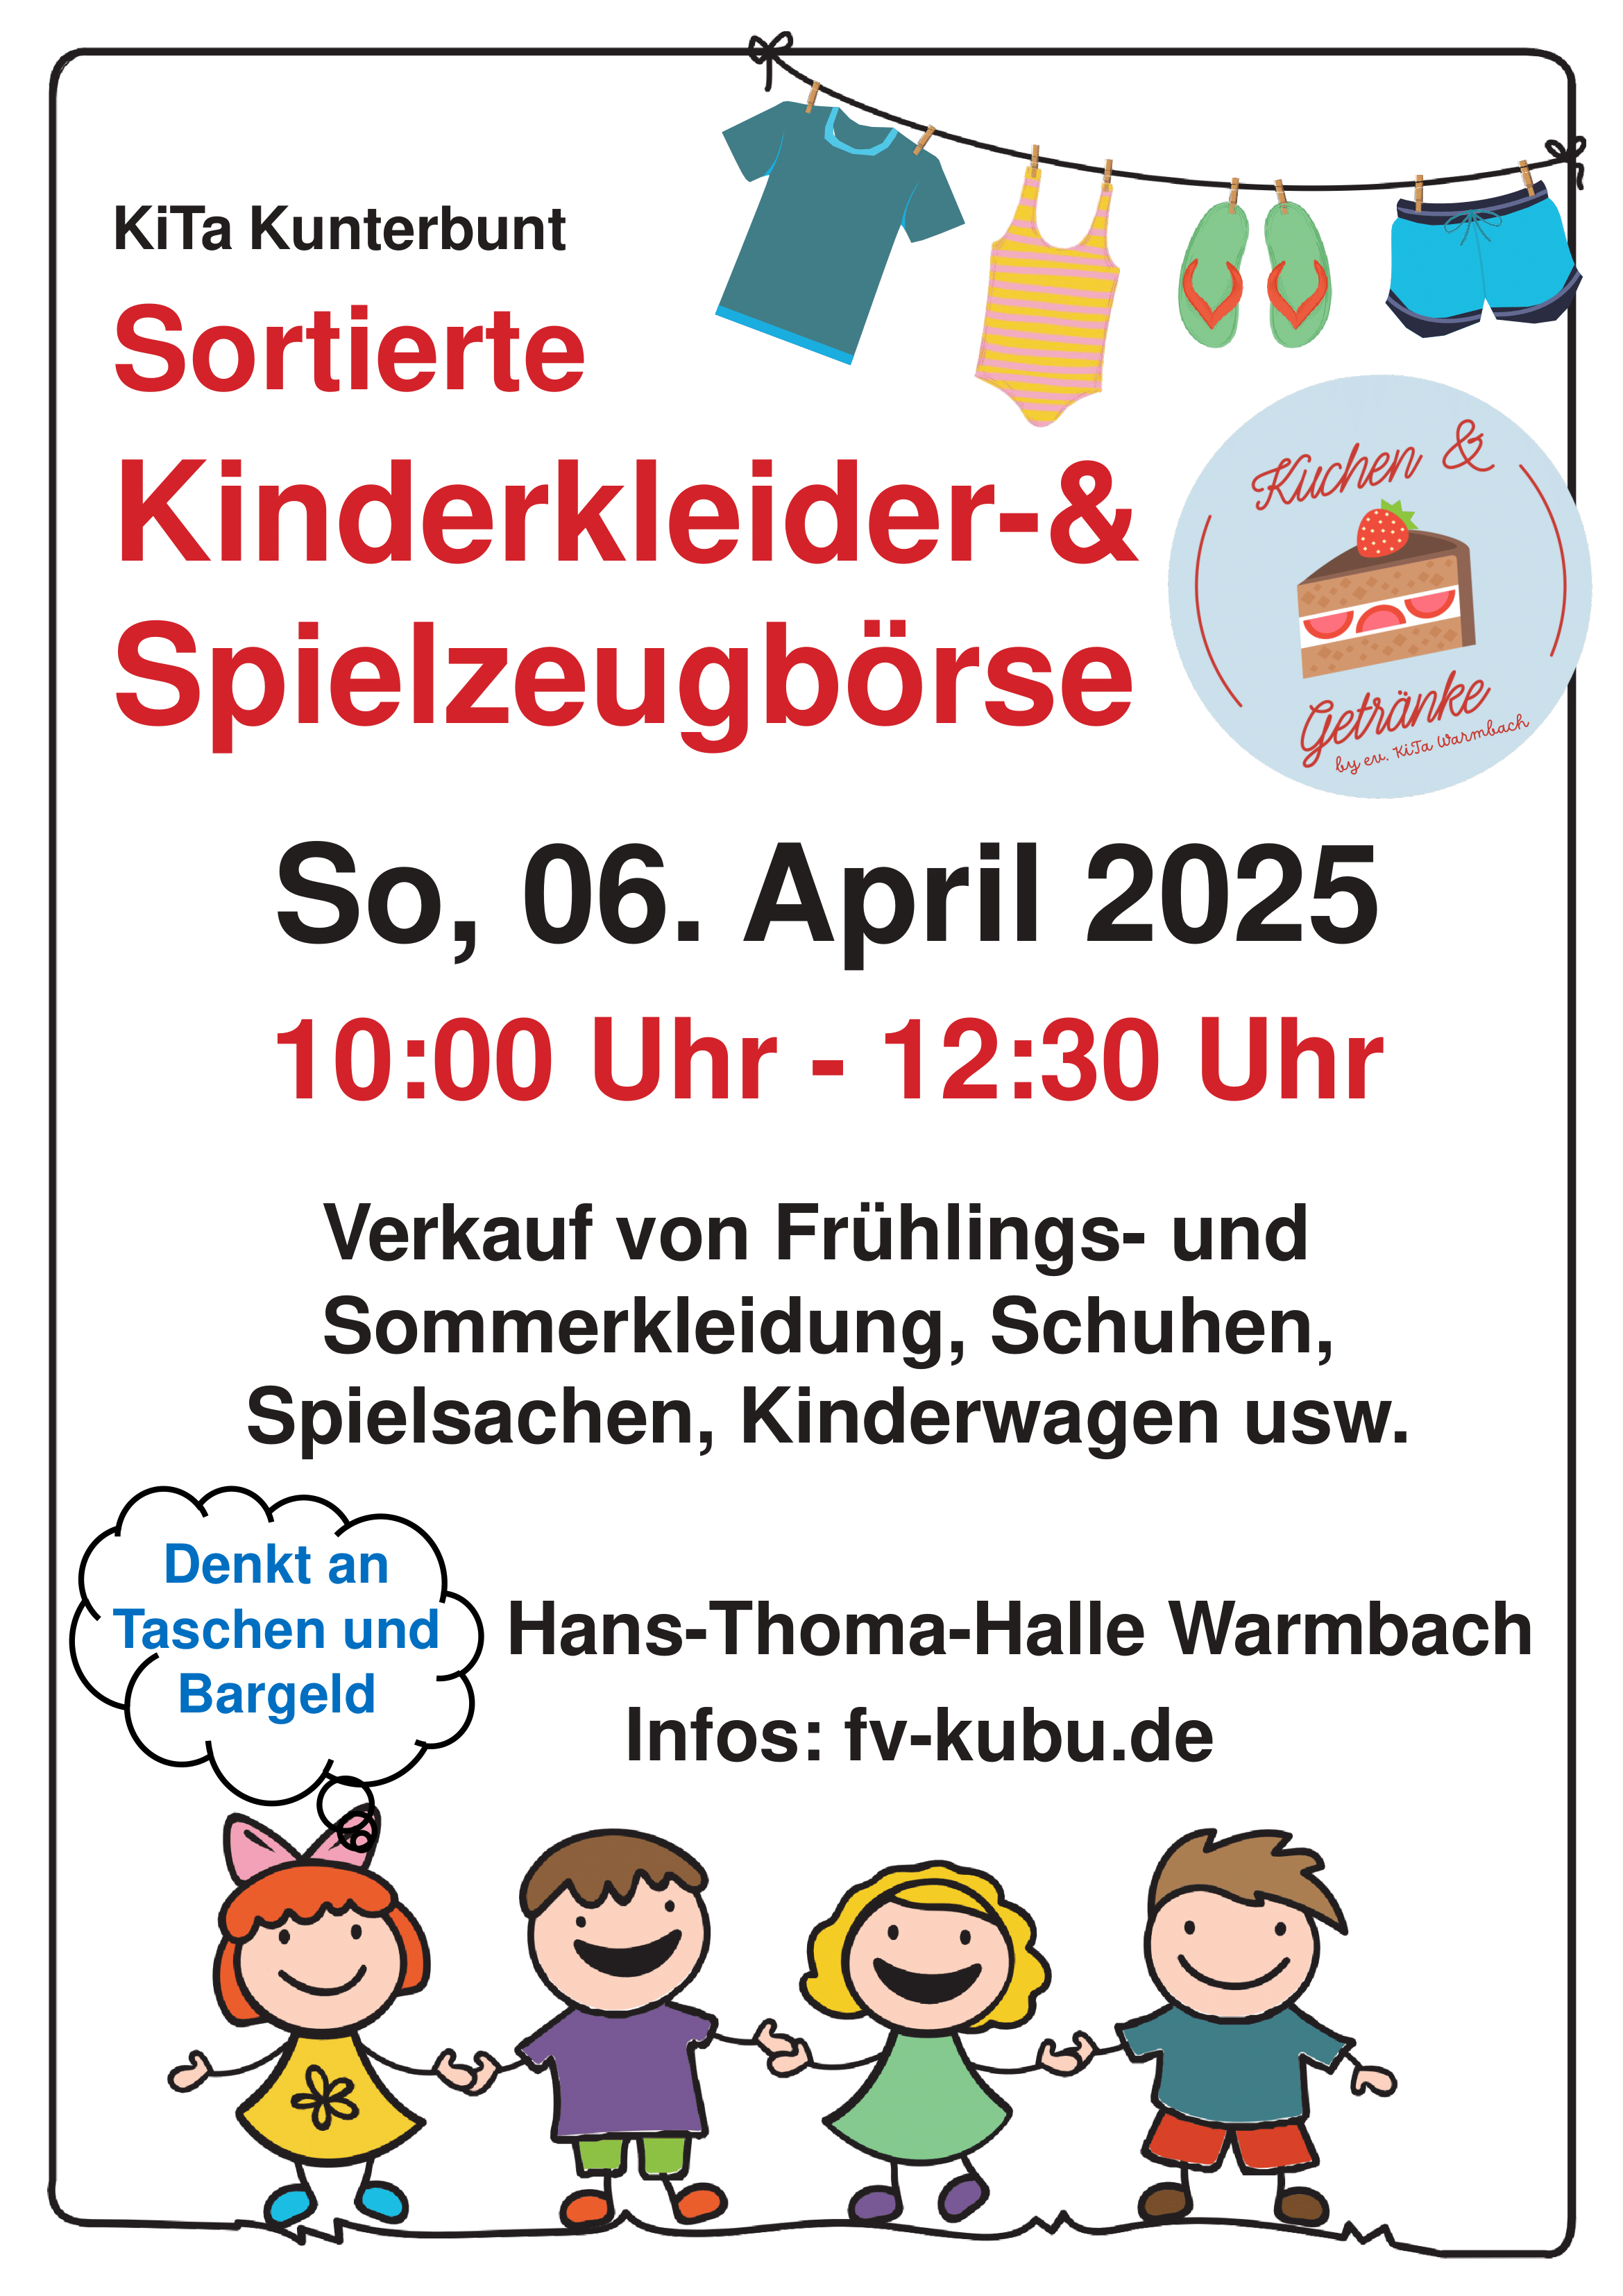 KiTa Kunterbunt
Sortierte
Kinderkleider-&
Spielzeugbörse
Kuchen &
Getränke
by ev. KiTa Warmbach
So, 06. April 2025
10:00 Uhr - 12:30 Uhr
Verkauf von Frühlings- und
Sommerkleidung, Schuhen,
Spielsachen, Kinderwagen usw.
Denkt an
Taschen und
Bargeld
Hans-Thoma-Halle Warmbach
Infos: fv-kubu.de